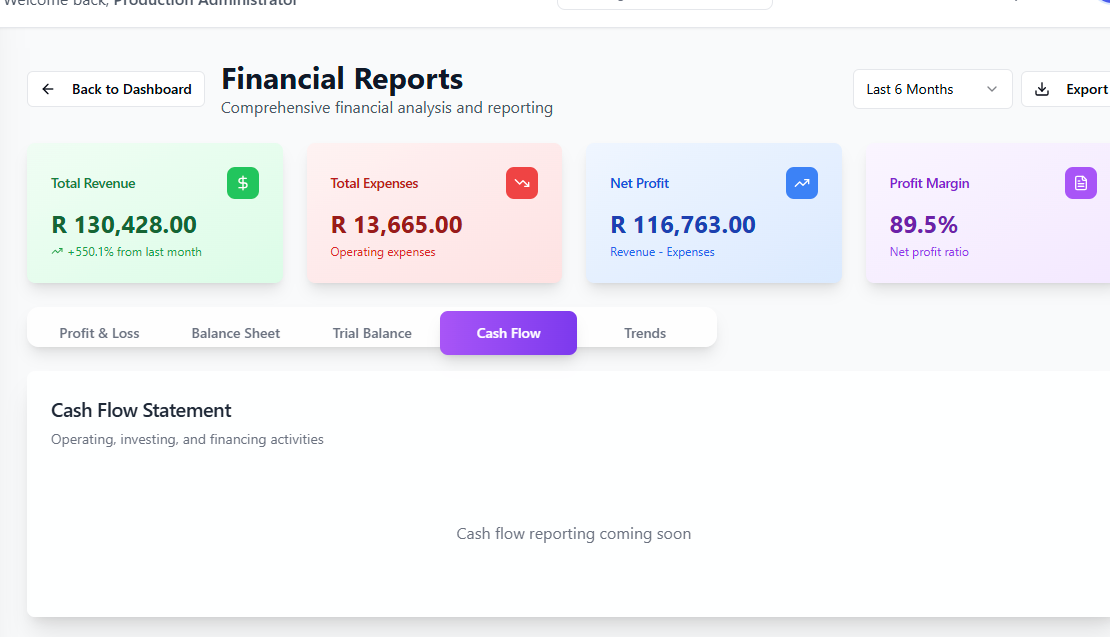 Welcome back, Production Administrator
Back to Dashboard
Financial Reports
Comprehensive financial analysis and reporting
Last 6 Months
Export
Total Revenue
R 130,428.00
+550.1% from last month
Total Expenses
R 13,665.00
Operating expenses
Net Profit
R 116,763.00
Revenue - Expenses
Profit Margin
89.5%
Net profit ratio
Profit & Loss
Balance Sheet
Trial Balance
Cash Flow
Trends
Cash Flow Statement
Operating, investing, and financing activities
Cash flow reporting coming soon